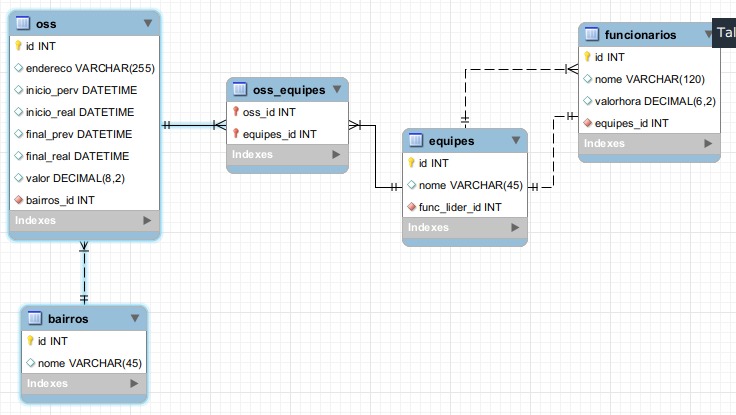 oss
id INT
endereco VARCHAR(255)
inicio_perv DATETIME
inicio_real DATETIME
final_prev DATETIME
final_real DATETIME
valor DECIMAL(8,2)
bairros_id INT
Indexes
oss_equipes
oss_id INT
equipes_id INT
Indexes
equipes
id INT
nome VARCHAR(45)
func_lider_id INT
Indexes
funcionarios
id INT
nome VARCHAR(120)
valorhora DECIMAL(6,2)
equipes_id INT
Indexes
Tal
bairros
id INT
nome VARCHAR(45)
Indexes